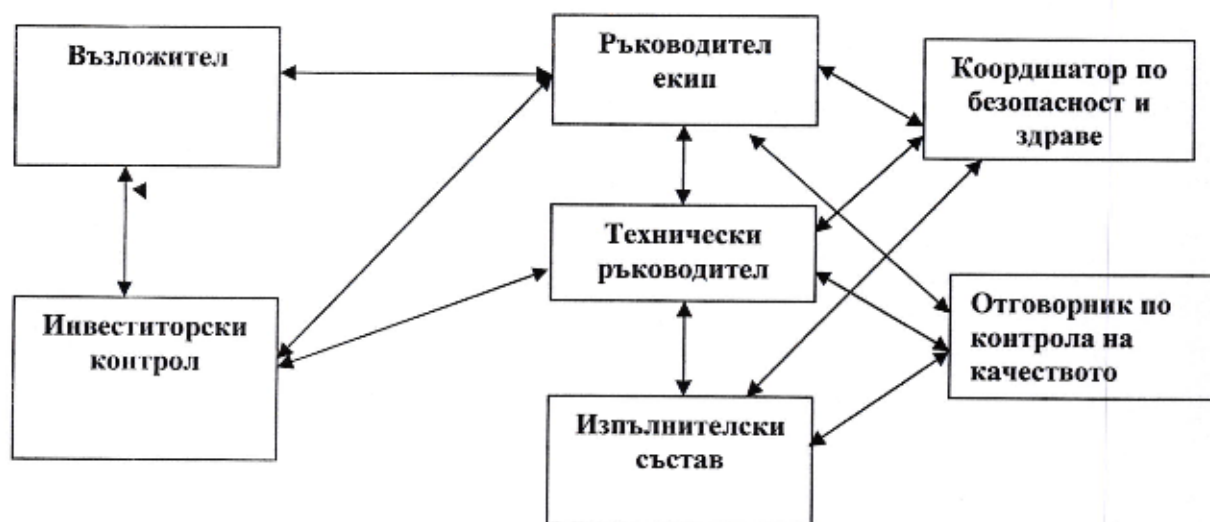 Възложител
Ръководител
екип
Координатор по
безопасност и
здраве
Технически
ръководител
Инвеститорски
контрол
Отговорник по
контрола на
качеството
Изпълнителски
състав